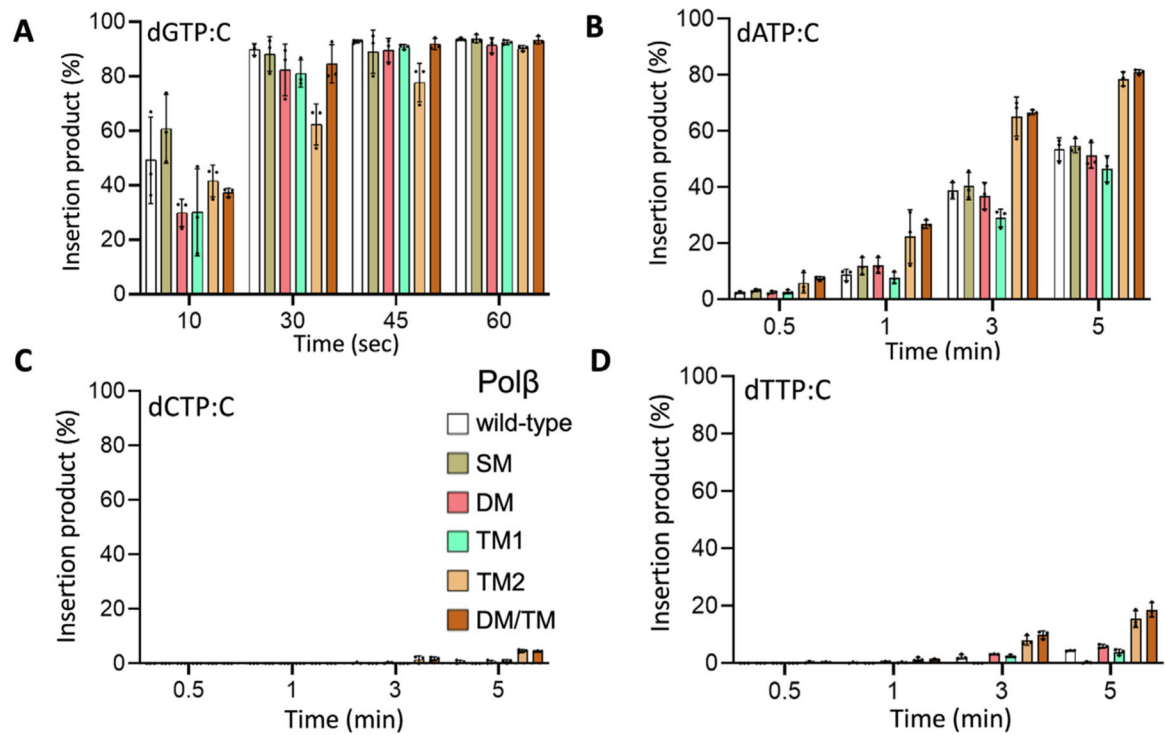 A
dGTP:C
Insertion product (%)
100
80
60
40
20
0
10 30 45 60
Time (sec)
B
dATP:C
Insertion product (%)
100
80
60
40
20
0
0.5 1 3 5
Time (min)
C
dCTP:C
Insertion product (%)
100
80
60
40
20
0
0.5 1 3 5
Time (min)
Polβ
wild-type
SM
DM
TM1
TM2
DM/TM
D
dTTP:C
Insertion product (%)
100
80
60
40
20
0
0.5 1 3 5
Time (min)